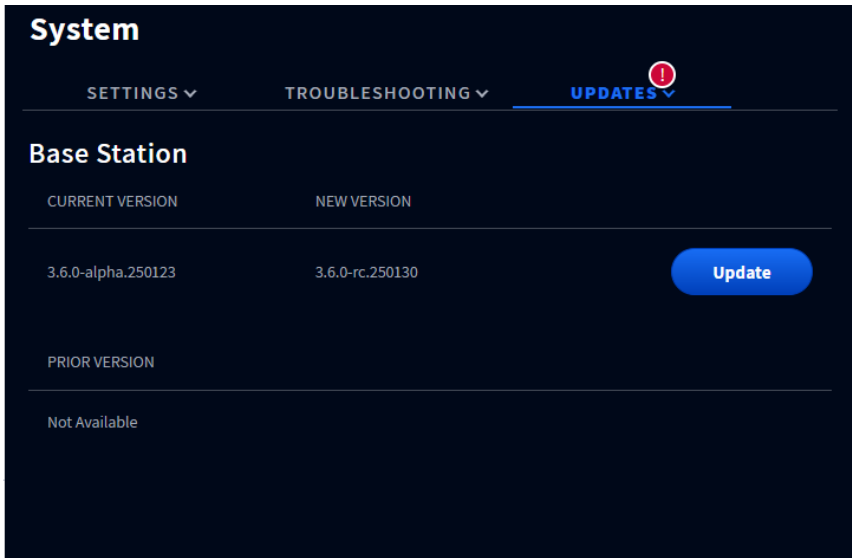 System
SETTINGS TROUBLESHOOTING UPDATES !
Base Station
CURRENT VERSION NEW VERSION
3.6.0-alpha.250123 3.6.0-rc.250130 Update
PRIOR VERSION
Not Available